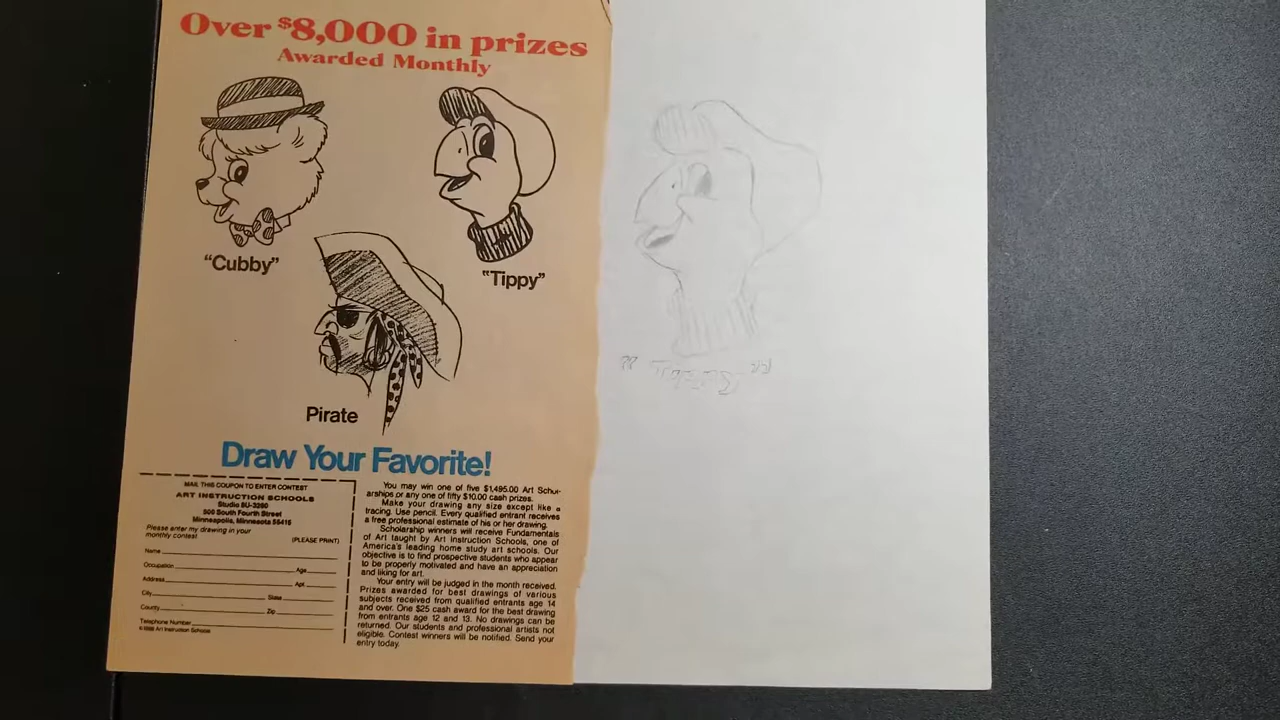 Over $8,000 in prizes
Awarded Monthly
"Cubby"
"Tippy"
Pirate
Draw Your Favorite!
MAIL THIS COUPON TO ENTER CONTEST
ART INSTRUCTION SCHOOLS
Studio 8U-3280
500 South Fourth Street
Minneapolis, Minnesota 55415
Please enter my drawing in your
monthly contest
(PLEASE PRINT)
Name
Occupation Age
Address Apt.
City State
County Zip
Telephone Number
Art Instruction Schools
You may win one of five $1,495.00 Art Schol-
arships or any one of fifty $10.00 cash prizes.
Make your drawing any size except like a
tracing. Use pencil. Every qualified entrant receives
a free professional estimate of his or her drawing.
Scholarship winners will receive Fundamentals
of Art taught by Art Instruction Schools, one of
America's leading home study art schools. Our
objective is to find prospective students who appear
to be properly motivated and have an appreciation
and liking for art.
Your entry will be judged in the month received.
Prizes awarded for best drawings of various
subjects received from qualified entrants age 14
and over. One $25 cash award for the best drawing
from entrants age 12 and 13. No drawings can be
returned. Our students and professional artists not
eligible. Contest winners will be notified. Send your
entry today.